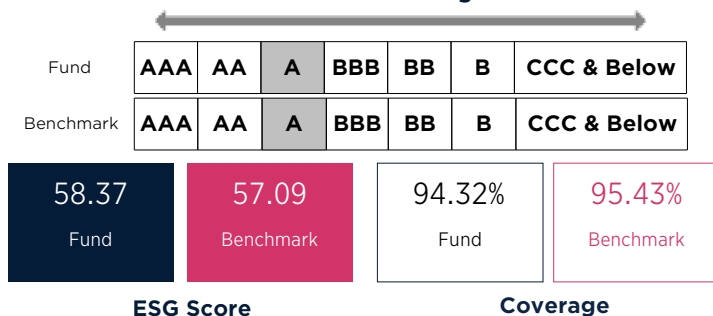 Fund AAA AA A BBB BB B CCC & Below
Benchmark AAA AA A BBB BB B CCC & Below
58.37 57.09 94.32% 95.43%
Fund Benchmark Fund Benchmark
ESG Score Coverage